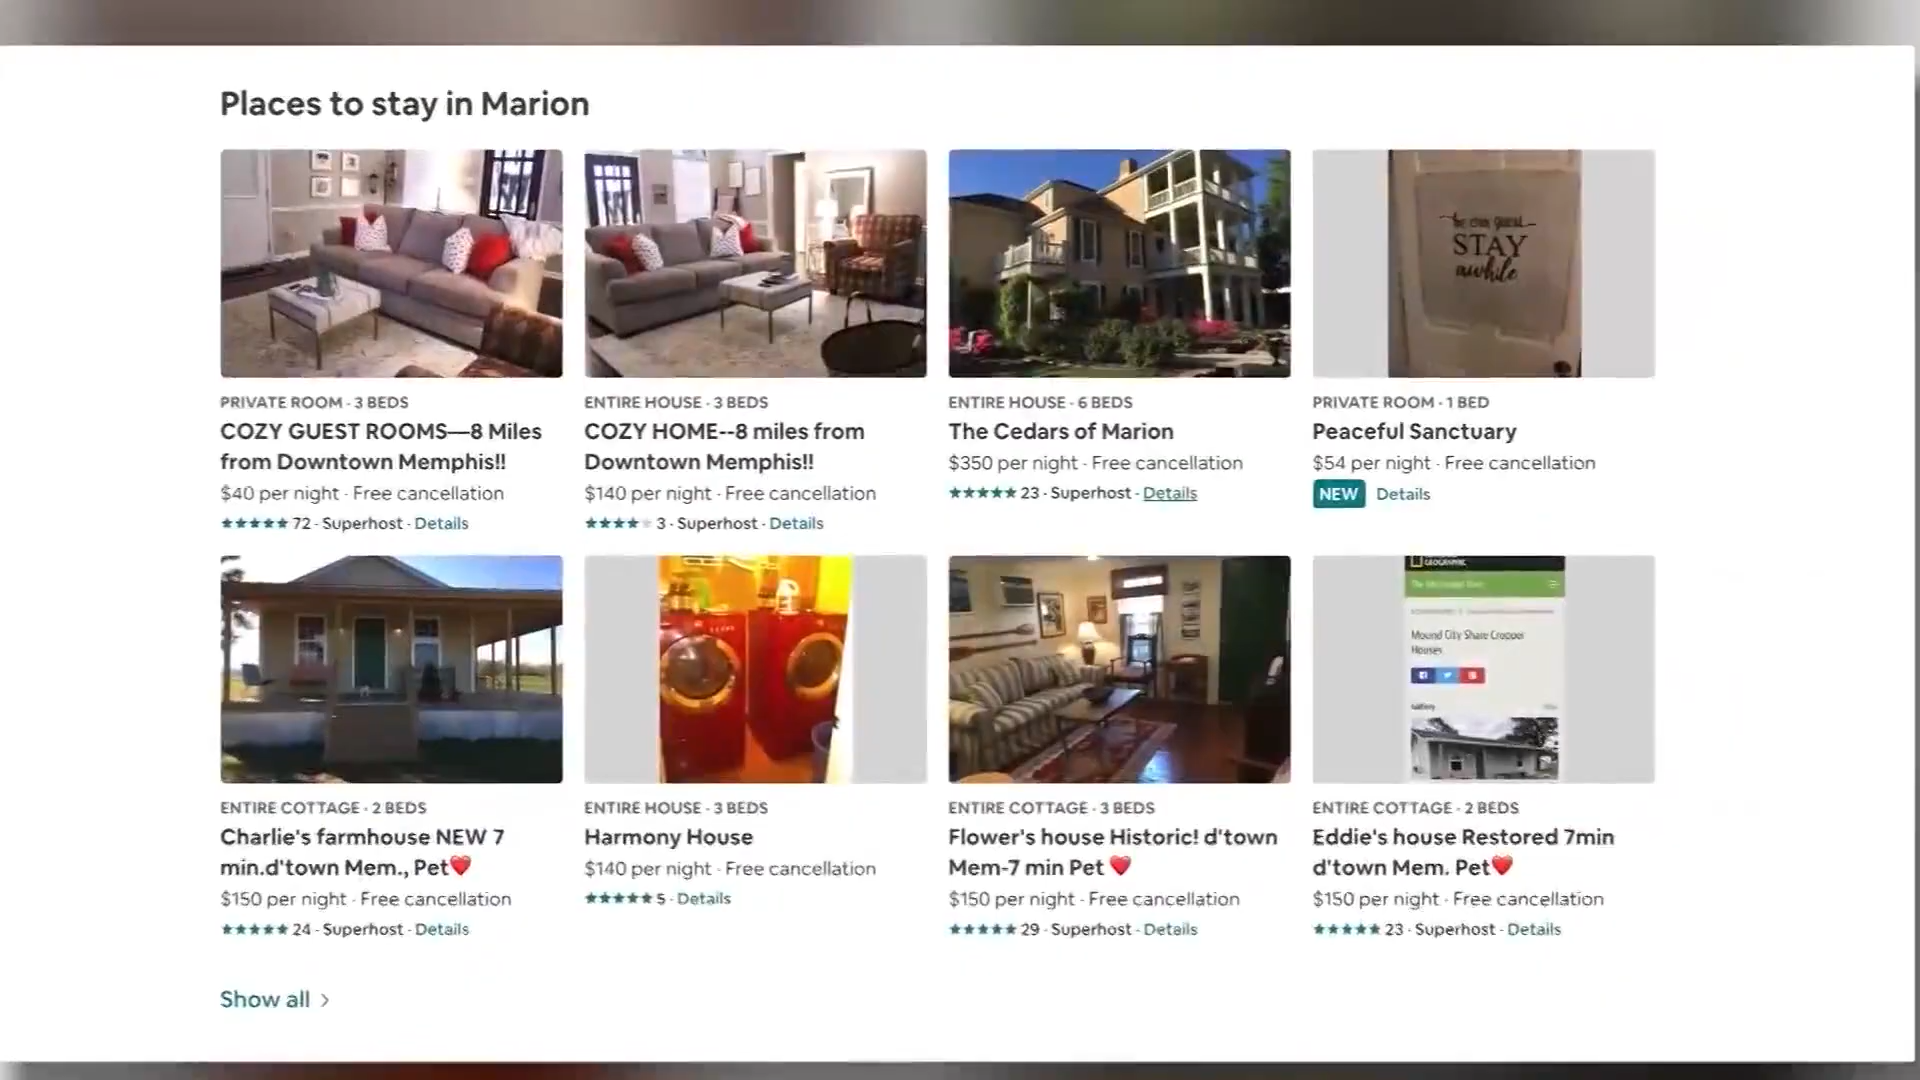 Places to stay in Marion
be our guest
STAY
awhile
PRIVATE ROOM · 3 BEDS
COZY GUEST ROOMS—8 Miles
from Downtown Memphis!!
$40 per night · Free cancellation
72 · Superhost · Details
ENTIRE HOUSE · 3 BEDS
COZY HOME--8 miles from
Downtown Memphis!!
$140 per night · Free cancellation
3 · Superhost · Details
ENTIRE HOUSE · 6 BEDS
The Cedars of Marion
$350 per night · Free cancellation
23 · Superhost · Details
PRIVATE ROOM · 1 BED
Peaceful Sanctuary
$54 per night · Free cancellation
NEW Details
GEOGRAPHIC
Mound City Share Cropper
Houses
ENTIRE COTTAGE · 2 BEDS
Charlie's farmhouse NEW 7
min.d'town Mem., Pet❤️
$150 per night · Free cancellation
24 · Superhost · Details
ENTIRE HOUSE · 3 BEDS
Harmony House
$140 per night · Free cancellation
5 · Details
ENTIRE COTTAGE · 3 BEDS
Flower's house Historic! d'town
Mem-7 min Pet ❤️
$150 per night · Free cancellation
29 · Superhost · Details
ENTIRE COTTAGE · 2 BEDS
Eddie's house Restored 7min
d'town Mem. Pet❤️
$150 per night · Free cancellation
23 · Superhost · Details
Show all >